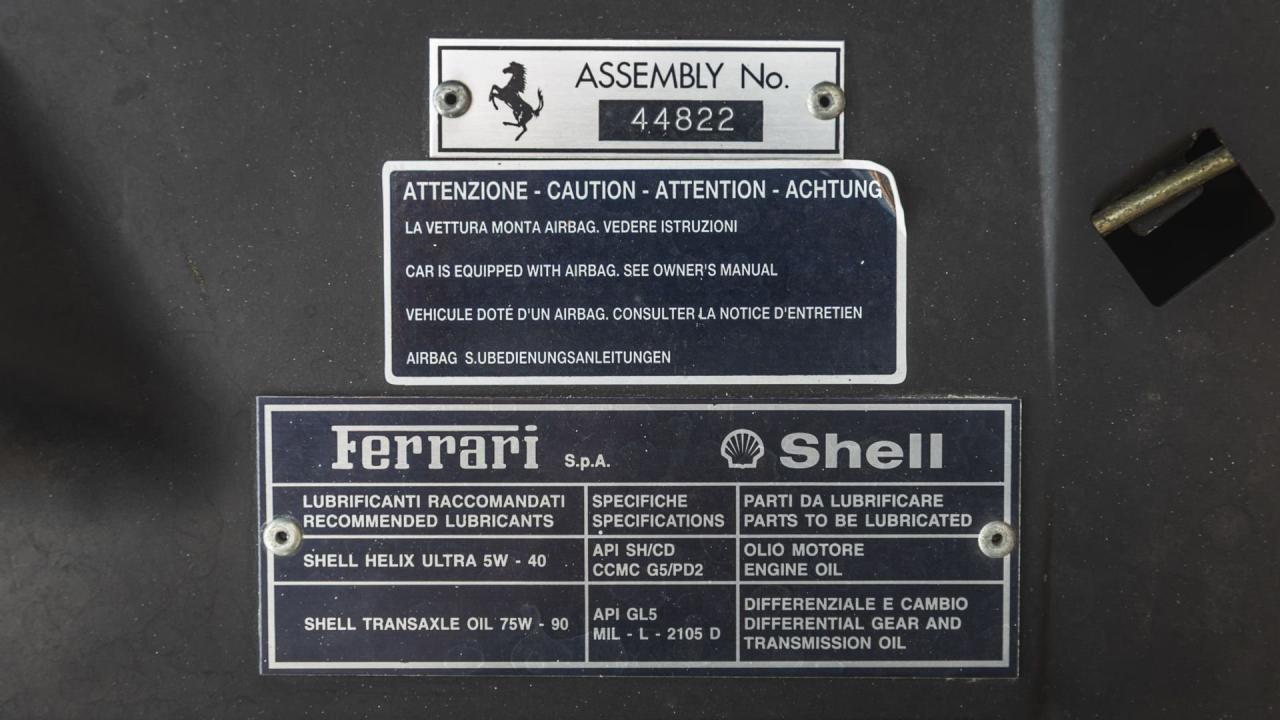 ASSEMBLY No.
44822
ATTENZIONE - CAUTION - ATTENTION - ACHTUNG
LA VETTURA MONTA AIRBAG. VEDERE ISTRUZIONI
CAR IS EQUIPPED WITH AIRBAG. SEE OWNER'S MANUAL
VEHICULE DOTÉ D'UN AIRBAG. CONSULTER LA NOTICE D'ENTRETIEN
AIRBAG S.UBEDIENUNGSANLEITUNGEN
Ferrari S.p.A. Shell
LUBRIFICANTI RACCOMANDATI
RECOMMENDED LUBRICANTS
SPECIFICHE
SPECIFICATIONS
PARTI DA LUBRIFICARE
PARTS TO BE LUBRICATED
SHELL HELIX ULTRA 5W - 40
API SH/CD
CCMC G5/PD2
OLIO MOTORE
ENGINE OIL
SHELL TRANSAXLE OIL 75W - 90
API GL5
MIL - L - 2105 D
DIFFERENZIALE E CAMBIO
DIFFERENTIAL GEAR AND
TRANSMISSION OIL